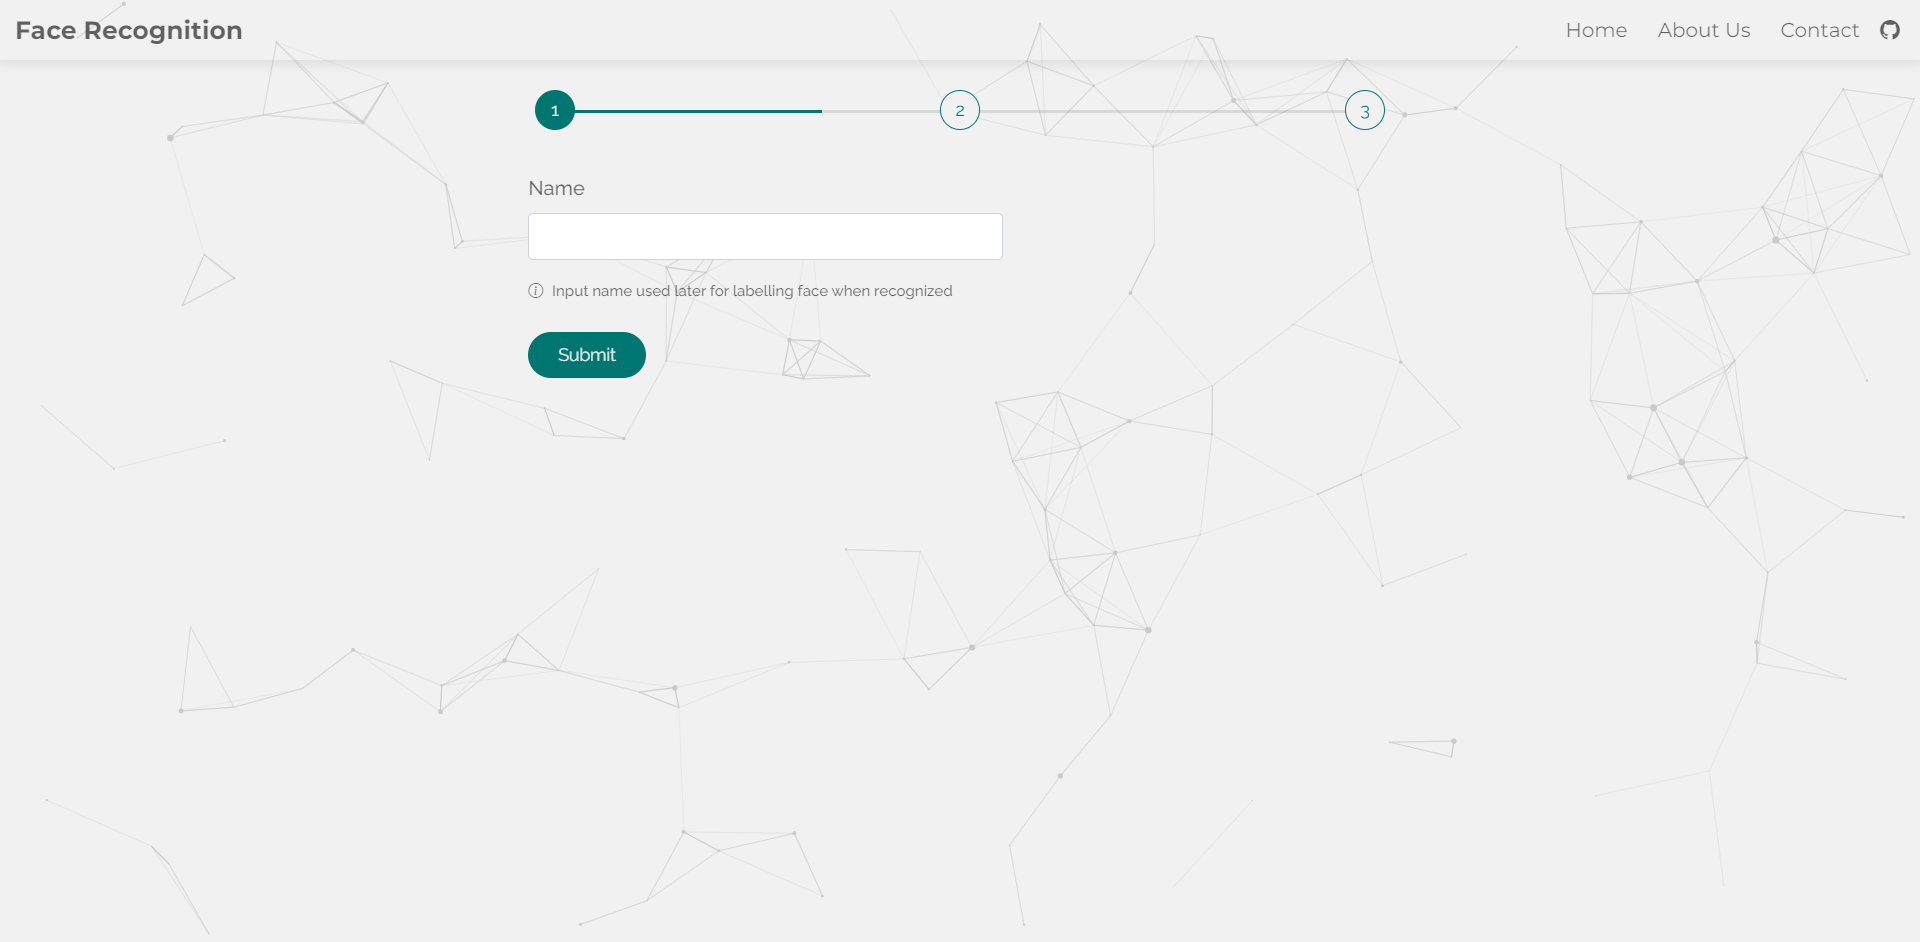 Face Recognition
Home
About Us
Contact
1
2
3
Name
Input name used later for labelling face when recognized
Submit